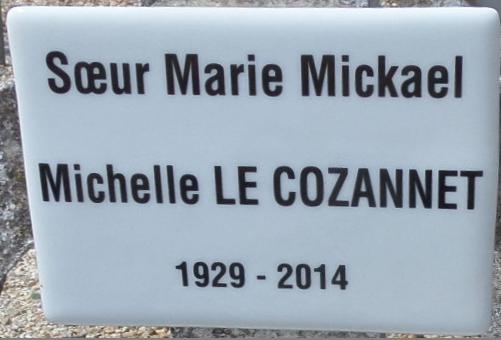 Sœur Marie Mickael
Michelle LE COZANNET
1929 - 2014